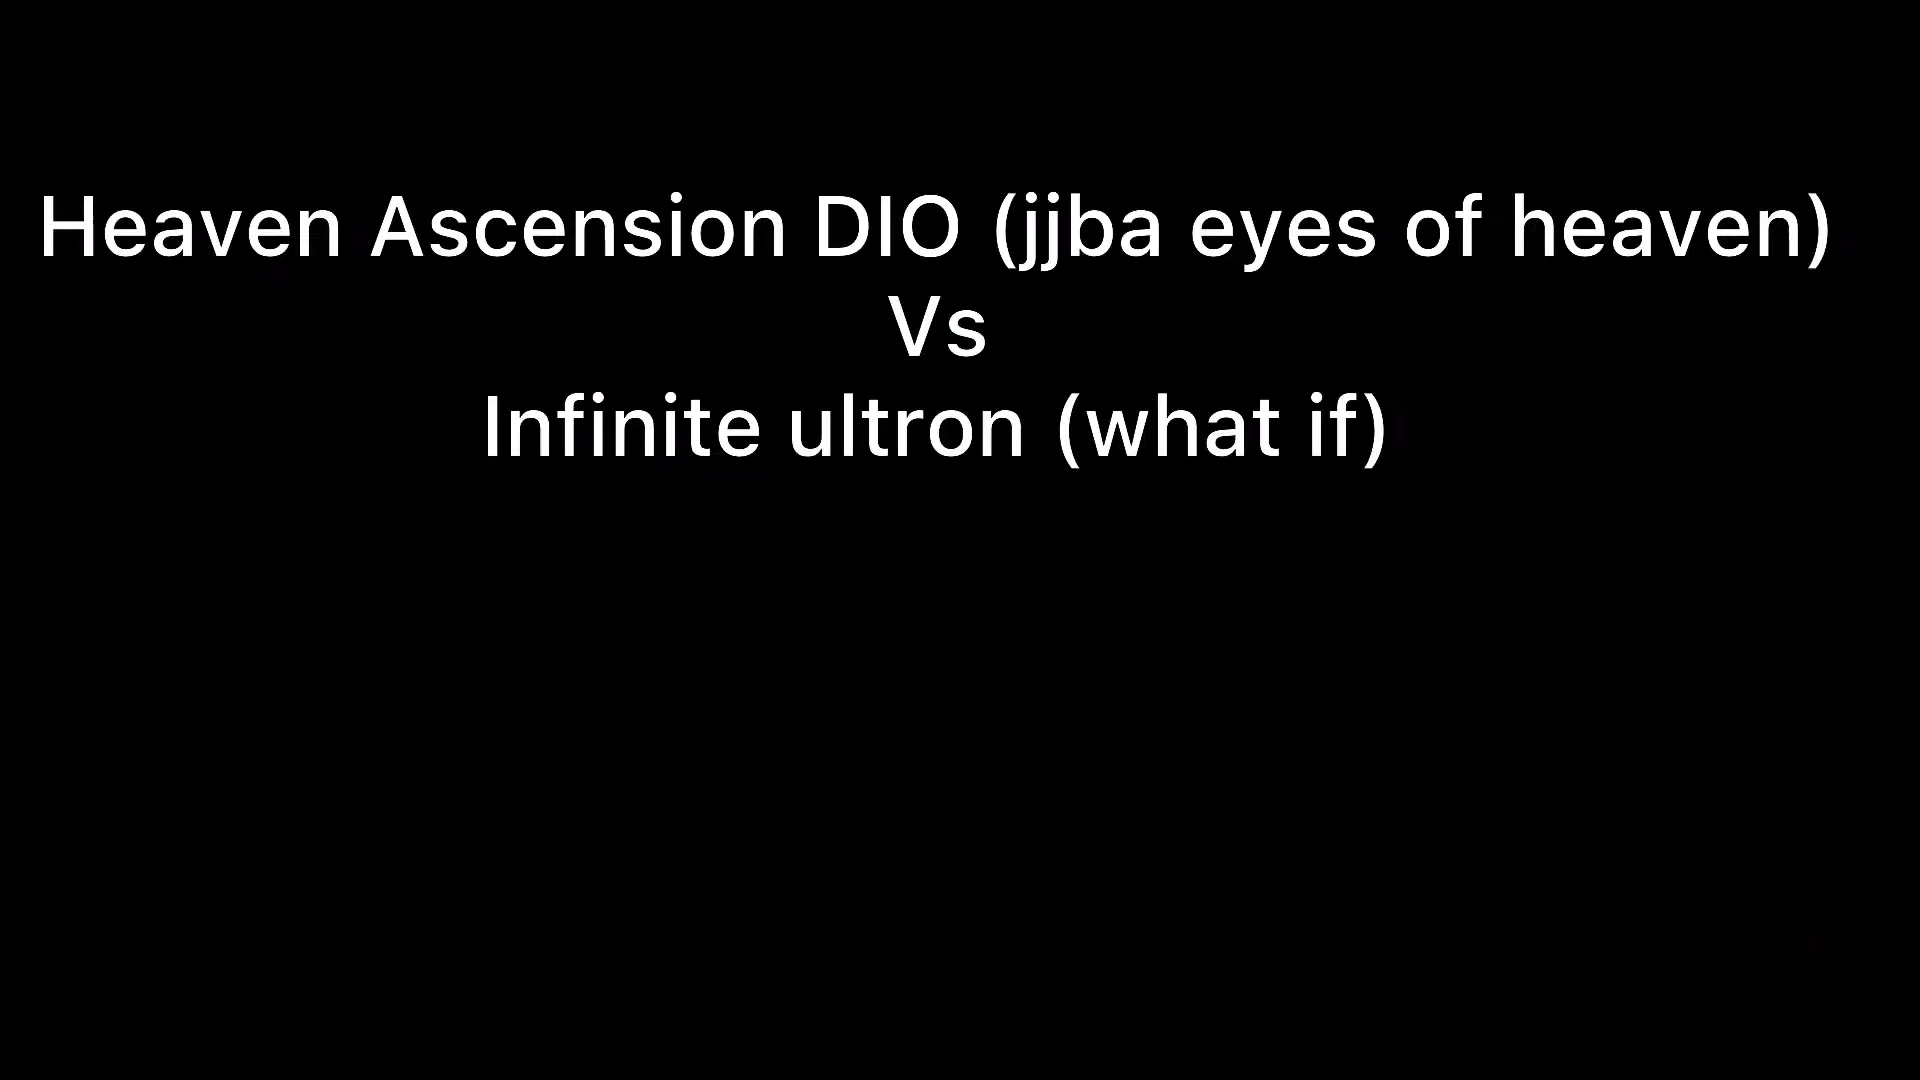 Heaven Ascension DIO (jjba eyes of heaven)
Vs
Infinite ultron (what if)